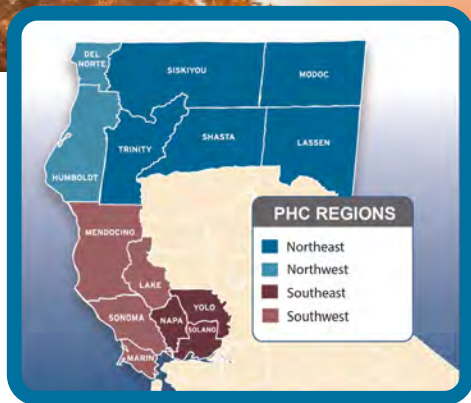 DEL
NORTE
SISKIYOU
MODOC
TRINITY
SHASTA
LASSEN
HUMBOLDT
MENDOCINO
LAKE
SONOMA
NAPA
YOLO
SOLANO
MARIN
PHC REGIONS
Northeast
Northwest
Southeast
Southwest